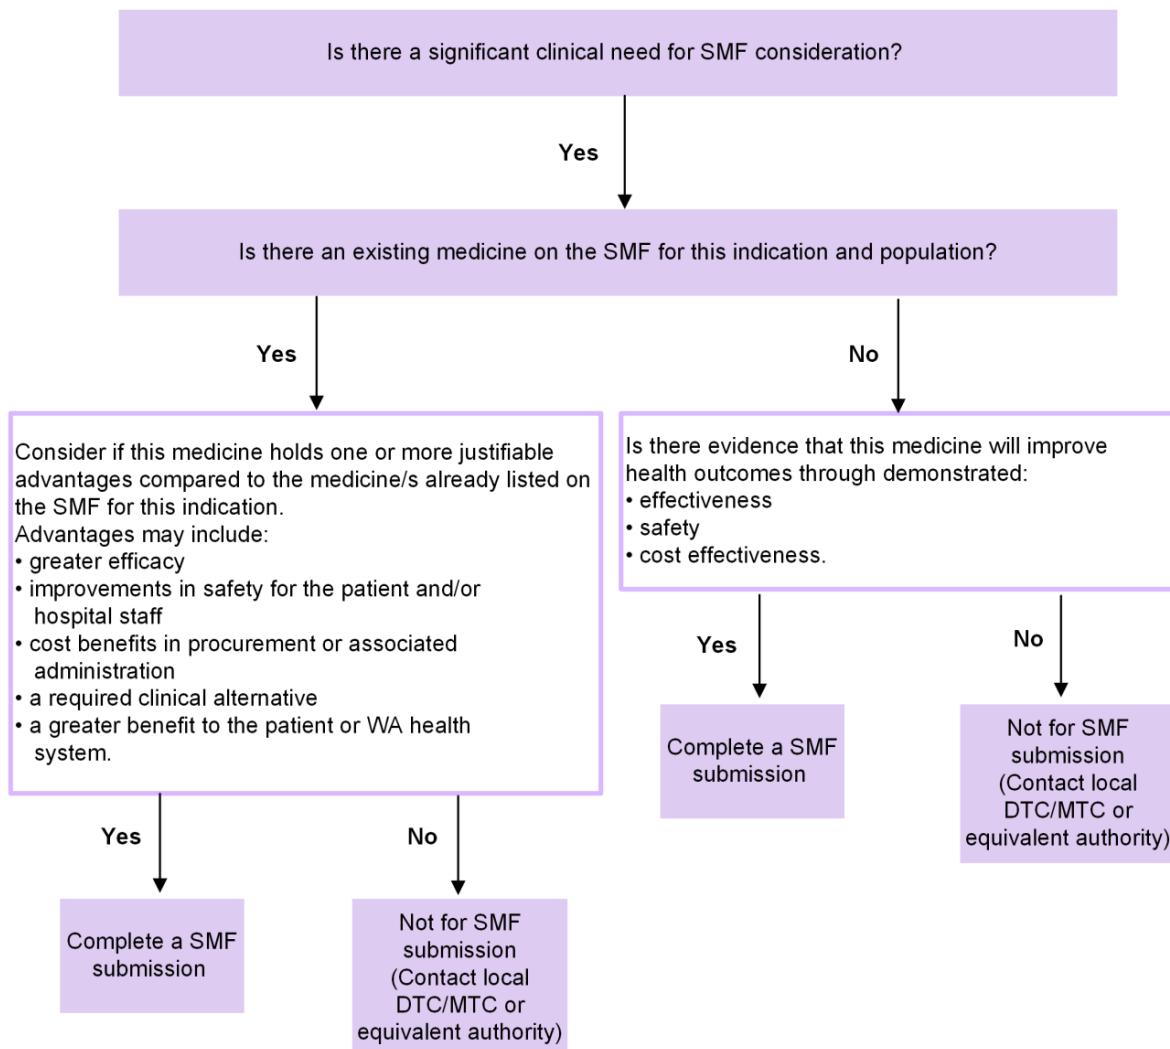 Is there a significant clinical need for SMF consideration?
Yes
Is there an existing medicine on the SMF for this indication and population?
Yes
No
Consider if this medicine holds one or more justifiable
advantages compared to the medicine/s already listed on
the SMF for this indication.
Advantages may include:
• greater efficacy
• improvements in safety for the patient and/or
hospital staff
• cost benefits in procurement or associated
administration
• a required clinical alternative
• a greater benefit to the patient or WA health
system.
Is there evidence that this medicine will improve
health outcomes through demonstrated:
• effectiveness
• safety
• cost effectiveness.
Yes
No
Complete a SMF
submission
Not for SMF
submission
(Contact local
DTC/MTC or
equivalent authority)
Yes
No
Complete a SMF
submission
Not for SMF
submission
(Contact local
DTC/MTC or
equivalent authority)